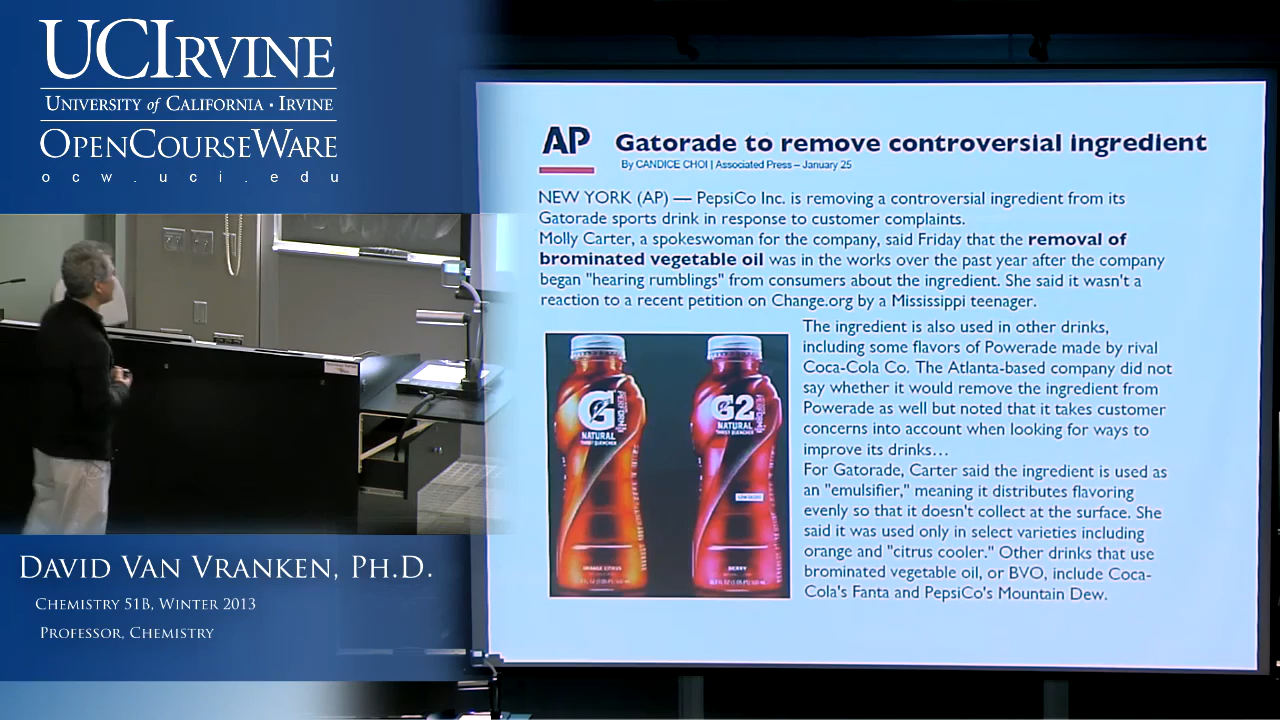 UCIRVINE
UNIVERSITY of CALIFORNIA • IRVINE
OPENCOURSEWARE
ocw.uci.edu
DAVID VAN VRANKEN, PH.D.
CHEMISTRY 51B, WINTER 2013
PROFESSOR, CHEMISTRY
AP
Gatorade to remove controversial ingredient
By CANDICE CHOI | Associated Press – January 25
NEW YORK (AP) — PepsiCo Inc. is removing a controversial ingredient from its
Gatorade sports drink in response to customer complaints.
Molly Carter, a spokeswoman for the company, said Friday that the removal of
brominated vegetable oil was in the works over the past year after the company
began "hearing rumblings" from consumers about the ingredient. She said it wasn't a
reaction to a recent petition on Change.org by a Mississippi teenager.
The ingredient is also used in other drinks,
including some flavors of Powerade made by rival
Coca-Cola Co. The Atlanta-based company did not
say whether it would remove the ingredient from
Powerade as well but noted that it takes customer
concerns into account when looking for ways to
improve its drinks…
For Gatorade, Carter said the ingredient is used as
an "emulsifier," meaning it distributes flavoring
evenly so that it doesn't collect at the surface. She
said it was used only in select varieties including
orange and "citrus cooler." Other drinks that use
brominated vegetable oil, or BVO, include Coca-
Cola's Fanta and PepsiCo's Mountain Dew.
G
NATURAL
THIRST QUENCHER
ORANGE CITRUS
G2
NATURAL
THIRST QUENCHER
BERRY